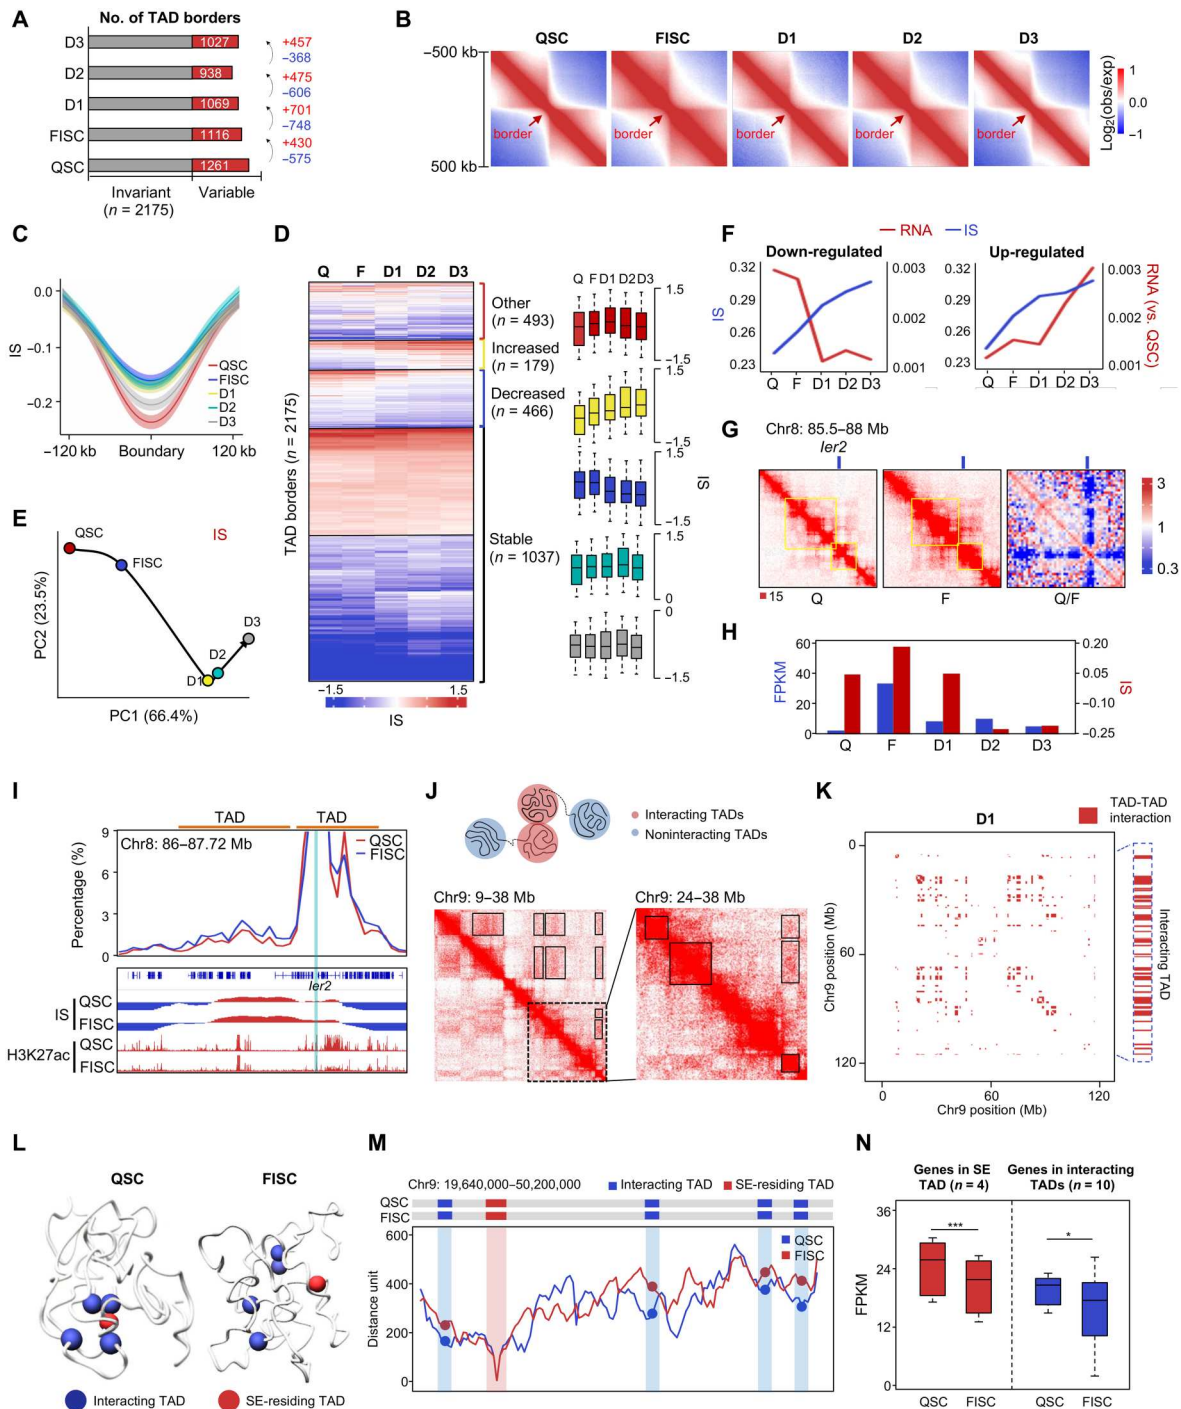 A
No. of TAD borders
D3 1027
D2 938
D1 1069
FISC 1116
QSC 1261
+457
−368
+475
−606
+701
−748
+430
−575
Invariant Variable
(n = 2175)
B
QSC FISC D1 D2 D3
−500 kb
500 kb
border border border border border
1
0.0
−1
Log2(obs/exp)
C
0.0
−0.1
−0.2
IS
QSC
FISC
D1
D2
D3
−120 kb Boundary 120 kb
D
Q F D1 D2 D3
TAD borders (n = 2175)
Other
(n = 493)
Increased
(n = 179)
Decreased
(n = 466)
Stable
(n = 1037)
−1.5 1.5
IS
Q F D1 D2 D3
1.5
−1.5
1.5
−1.5
1.5
−1.5
1.5
0
0
−1.5
IS
E
IS
QSC
FISC
D3
D2
D1
PC2 (23.5%)
PC1 (66.4%)
F
RNA IS
Down-regulated Up-regulated
0.32 0.003 0.32 0.003
0.29 0.002 0.29 0.002
0.26 0.26
0.23 0.001 0.23 0.001
IS
RNA (vs. QSC)
Q F D1 D2 D3 Q F D1 D2 D3
G
Chr8: 85.5–88 Mb
Ier2
15
Q F Q/F
3
1
0.3
H
60
40
20
0
FPKM
0.20
0.05
−0.10
−0.25
IS
Q F D1 D2 D3
I
TAD TAD
Chr8: 86–87.72 Mb
QSC
FISC
9
6
3
0
Percentage (%)
Ier2
IS QSC
FISC
H3K27ac QSC
FISC
J
Interacting TADs
Noninteracting TADs
Chr9: 9–38 Mb Chr9: 24–38 Mb
K
D1
TAD-TAD
interaction
0
60
120
Chr9 position (Mb)
0 60 120
Chr9 position (Mb)
Interacting TAD
L
QSC FISC
Interacting TAD SE-residing TAD
M
Chr9: 19,640,000–50,200,000 Interacting TAD SE-residing TAD
QSC
FISC
600
400
200
0
Distance unit
QSC
FISC
N
Genes in SE
TAD (n = 4)
Genes in interacting
TADs (n = 10)
36
24
12
0
FPKM
*** *
QSC FISC QSC FISC